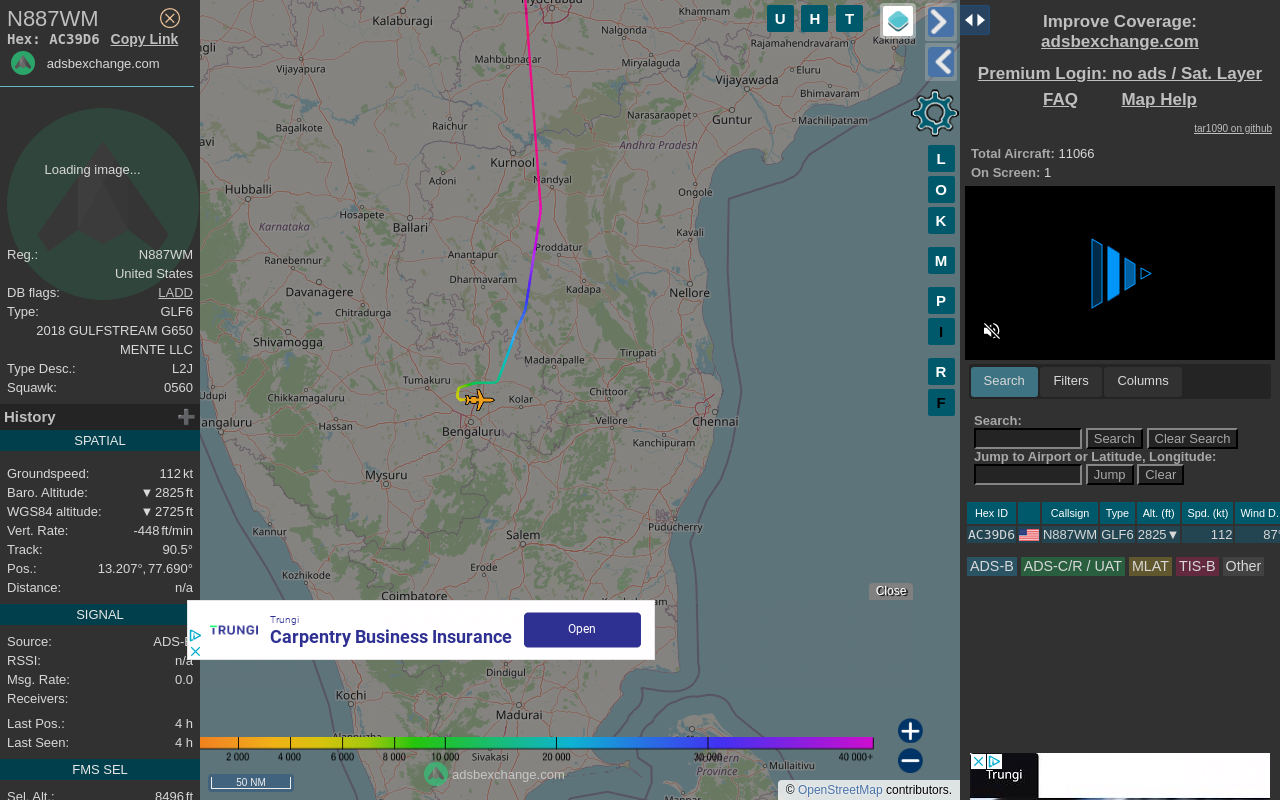 N887WM
Hex: AC39D6 Copy Link
adsbexchange.com
Loading image...
Reg.: N887WM
United States
DB flags: LADD
Type: GLF6
2018 GULFSTREAM G650
MENTE LLC
Type Desc.: L2J
Squawk: 0560
History
SPATIAL
Groundspeed: 112 kt
Baro. Altitude: ▼ 2825 ft
WGS84 altitude: ▼ 2725 ft
Vert. Rate: -448 ft/min
Track: 90.5°
Pos.: 13.207°, 77.690°
Distance: n/a
SIGNAL
Source: ADS-
RSSI: n/a
Msg. Rate: 0.0
Receivers:
Last Pos.: 4 h
Last Seen: 4 h
FMS SEL
Sel. Alt.: 8496 ft
Hyderabad
Khammam
Kalaburagi
Nalgonda
Rajamahendravaram
Kakinada
Vijayapura
Mahbubnagar
Miryalaguda
Eluru
Vijayawada
Bhimavaram
Narasaraopet
Guntur
Machilipatnam
Bagalkote
Raichur
Andhra Pradesh
Kurnool
Adoni
Nandyal
Ongole
Hubballi
Hosapete
Karnataka
Ballari
Kavali
Proddatur
Ranebennur
Anantapur
Dharmavaram
Kadapa
Nellore
Davanagere
Chitradurga
Shivamogga
Madanapalle
Tirupati
Tumakuru
Chikkamagaluru
Kolar
Chittoor
Udupi
Hassan
Bengaluru
Vellore
Chennai
angaluru
Kanchipuram
Mysuru
Kannur
Salem
Puducherry
Kozhikode
Erode
Coimbatore
Dindigul
Kochi
Madurai
Sivakasi
Northern
Province
Mullaitivu
Mannar
U H T
L
O
K
M
P
I
R
F
Close
Trungi
TRUNGI
Carpentry Business Insurance
Open
2 000 4 000 6 000 8 000 10 000 20 000 30 000 40 000+
50 NM
adsbexchange.com
© OpenStreetMap contributors.
Improve Coverage:
adsbexchange.com
Premium Login: no ads / Sat. Layer
FAQ Map Help
tar1090 on github
Total Aircraft: 11066
On Screen: 1
Search Filters Columns
Search:
Search Clear Search
Jump to Airport or Latitude, Longitude:
Jump Clear
Hex ID Callsign Type Alt. (ft) Spd. (kt) Wind D.
AC39D6 N887WM GLF6 2825▼ 112 87°
ADS-B ADS-C/R / UAT MLAT TIS-B Other
Trungi